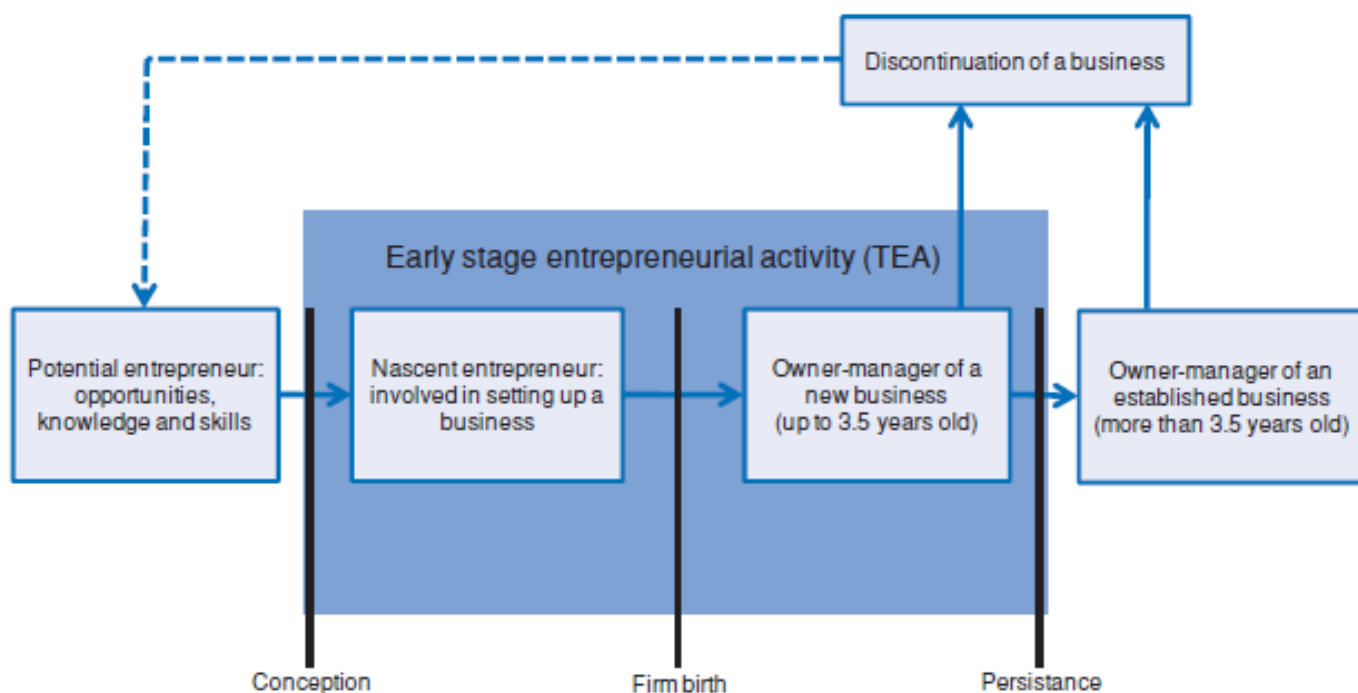 Discontinuation of a business
Early stage entrepreneurial activity (TEA)
Potential entrepreneur:
opportunities,
knowledge and skills
Nascent entrepreneur:
involved in setting up a
business
Owner-manager of a
new business
(up to 3.5 years old)
Owner-manager of an
established business
(more than 3.5 years old)
Conception
Firm birth
Persistance